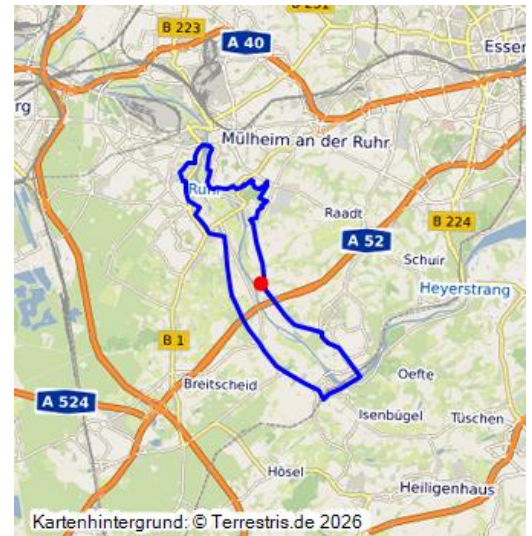 B 223
A 40
Essen
Mülheim an der Ruhr
Ruhr
Raadt
B 224
A 52
Schuir
Heyerstrang
B 1
Breitscheid
Oefte
A 524
Isenbügel
Tüschen
Hösel
Heiligenhaus
Kartenhintergrund: © Terrestris.de 2026